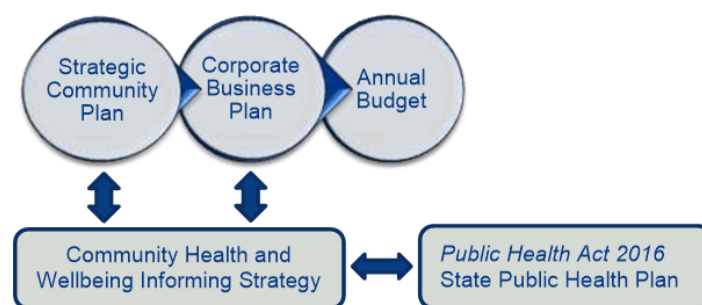 Strategic
Community
Plan
Corporate
Business
Plan
Annual
Budget
Community Health and
Wellbeing Informing Strategy
Public Health Act 2016
State Public Health Plan